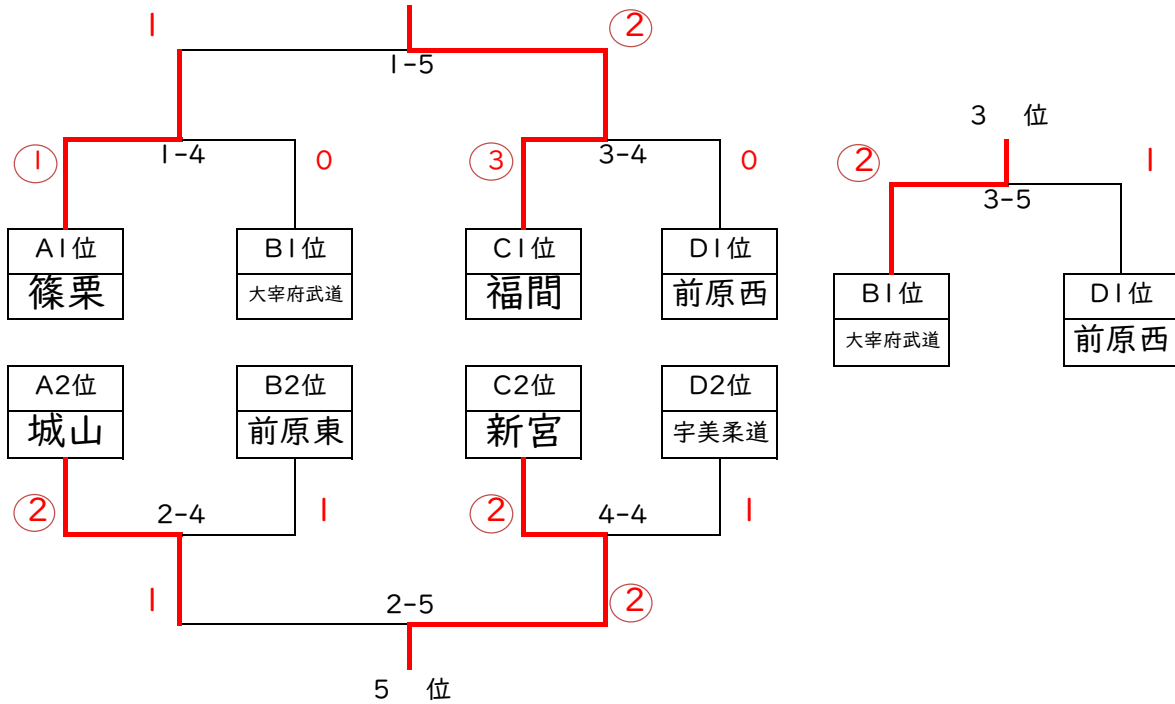 1 ②
1-5
3 位
① 1-4 0 ③ 3-4 0
② 3-5 1
A1位 B1位 C1位 D1位
篠栗 大宰府武道 福間 前原西
B1位 D1位
大宰府武道 前原西
A2位 B2位 C2位 D2位
城山 前原東 新宮 宇美柔道
② 2-4 1 ② 4-4 1
1 2-5 ②
5 位